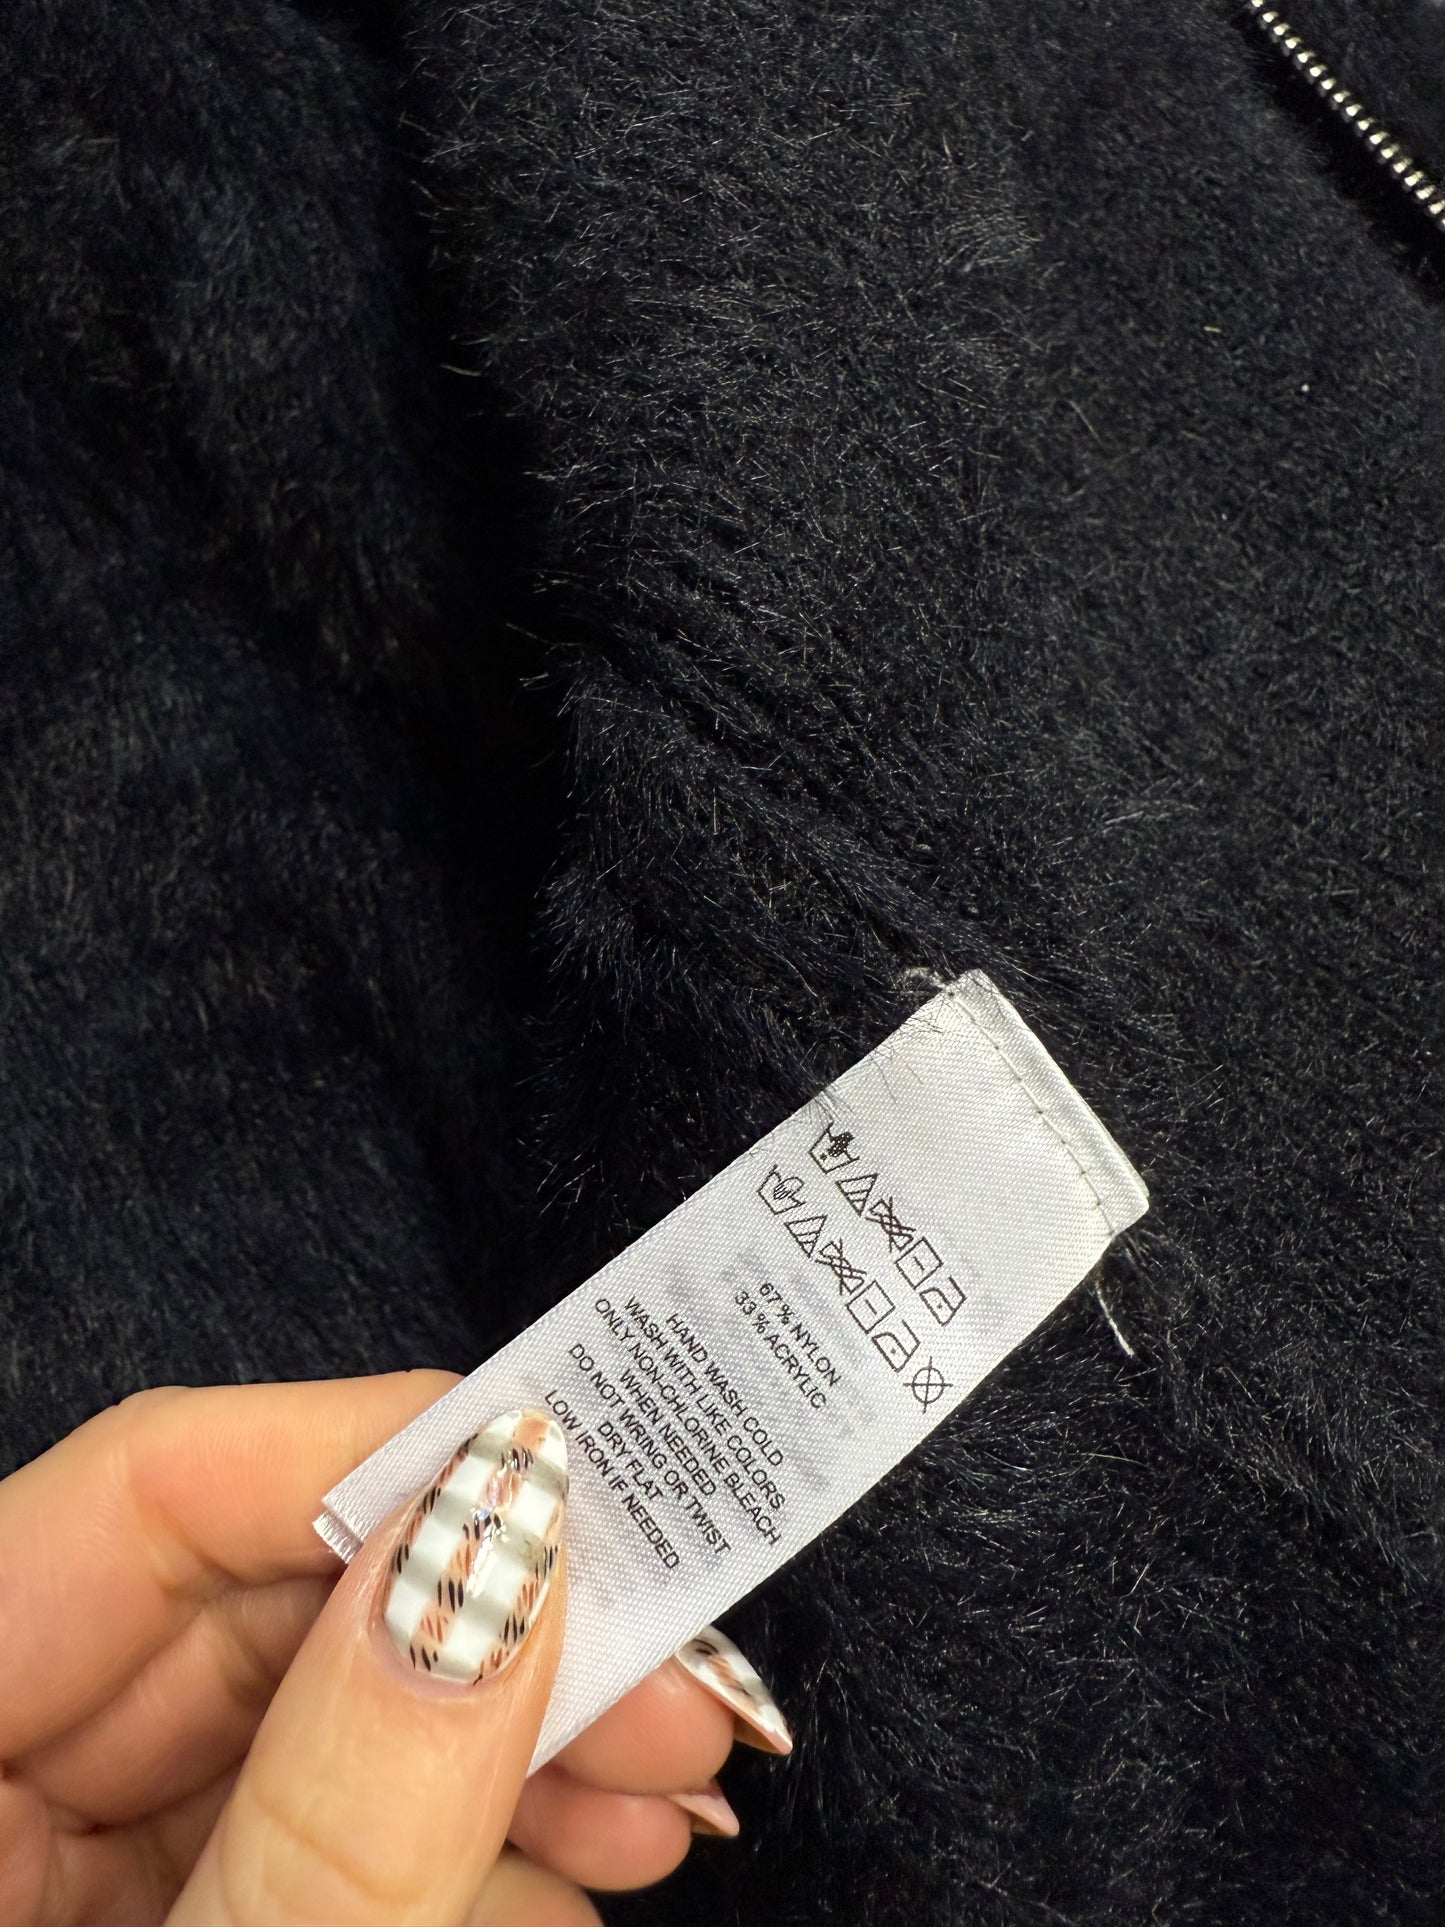 67% NYLON
33% ACRYLIC
HAND WASH COLD
WASH WITH LIKE COLORS
ONLY NON-CHLORINE BLEACH
WHEN NEEDED
DO NOT WRING OR TWIST
DRY FLAT
LOW IRON IF NEEDED